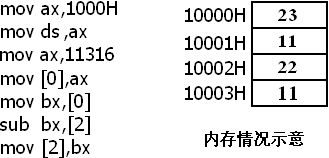 mov ax,1000H
mov ds ,ax
mov ax,11316
mov [0],ax
mov bx,[0]
sub bx,[2]
mov [2],bx
10000H 23
10001H 11
10002H 22
10003H 11
内存情况示意